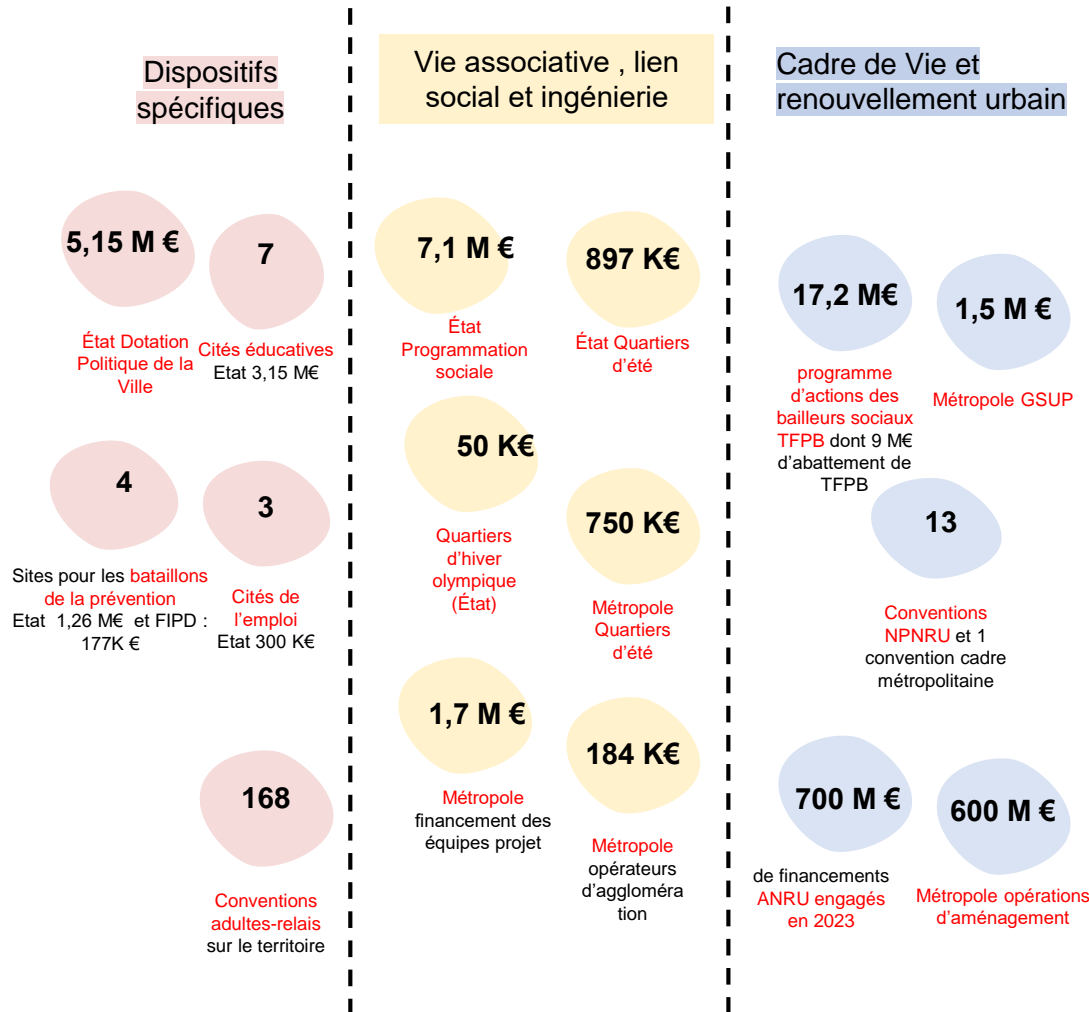 Dispositifs
spécifiques
5,15 M €
État Dotation
Politique de la
Ville
7
Cités éducatives
Etat 3,15 M€
4
Sites pour les bataillons
de la prévention
Etat 1,26 M€ et FIPD :
177K €
3
Cités de
l'emploi
Etat 300 K€
168
Conventions
adultes-relais
sur le territoire
Vie associative , lien
social et ingénierie
7,1 M €
État
Programmation
sociale
897 K€
État Quartiers
d'été
50 K€
Quartiers
d'hiver
olympique
(État)
750 K€
Métropole
Quartiers
d'été
1,7 M €
Métropole
financement des
équipes projet
184 K€
Métropole
opérateurs
d'aggloméra
tion
Cadre de Vie et
renouvellement urbain
17,2 M€
programme
d'actions des
bailleurs sociaux
TFPB dont 9 M€
d'abattement de
TFPB
1,5 M €
Métropole GSUP
13
Conventions
NPNRU et 1
convention cadre
métropolitaine
700 M €
de financements
ANRU engagés
en 2023
600 M €
Métropole opérations
d'aménagement